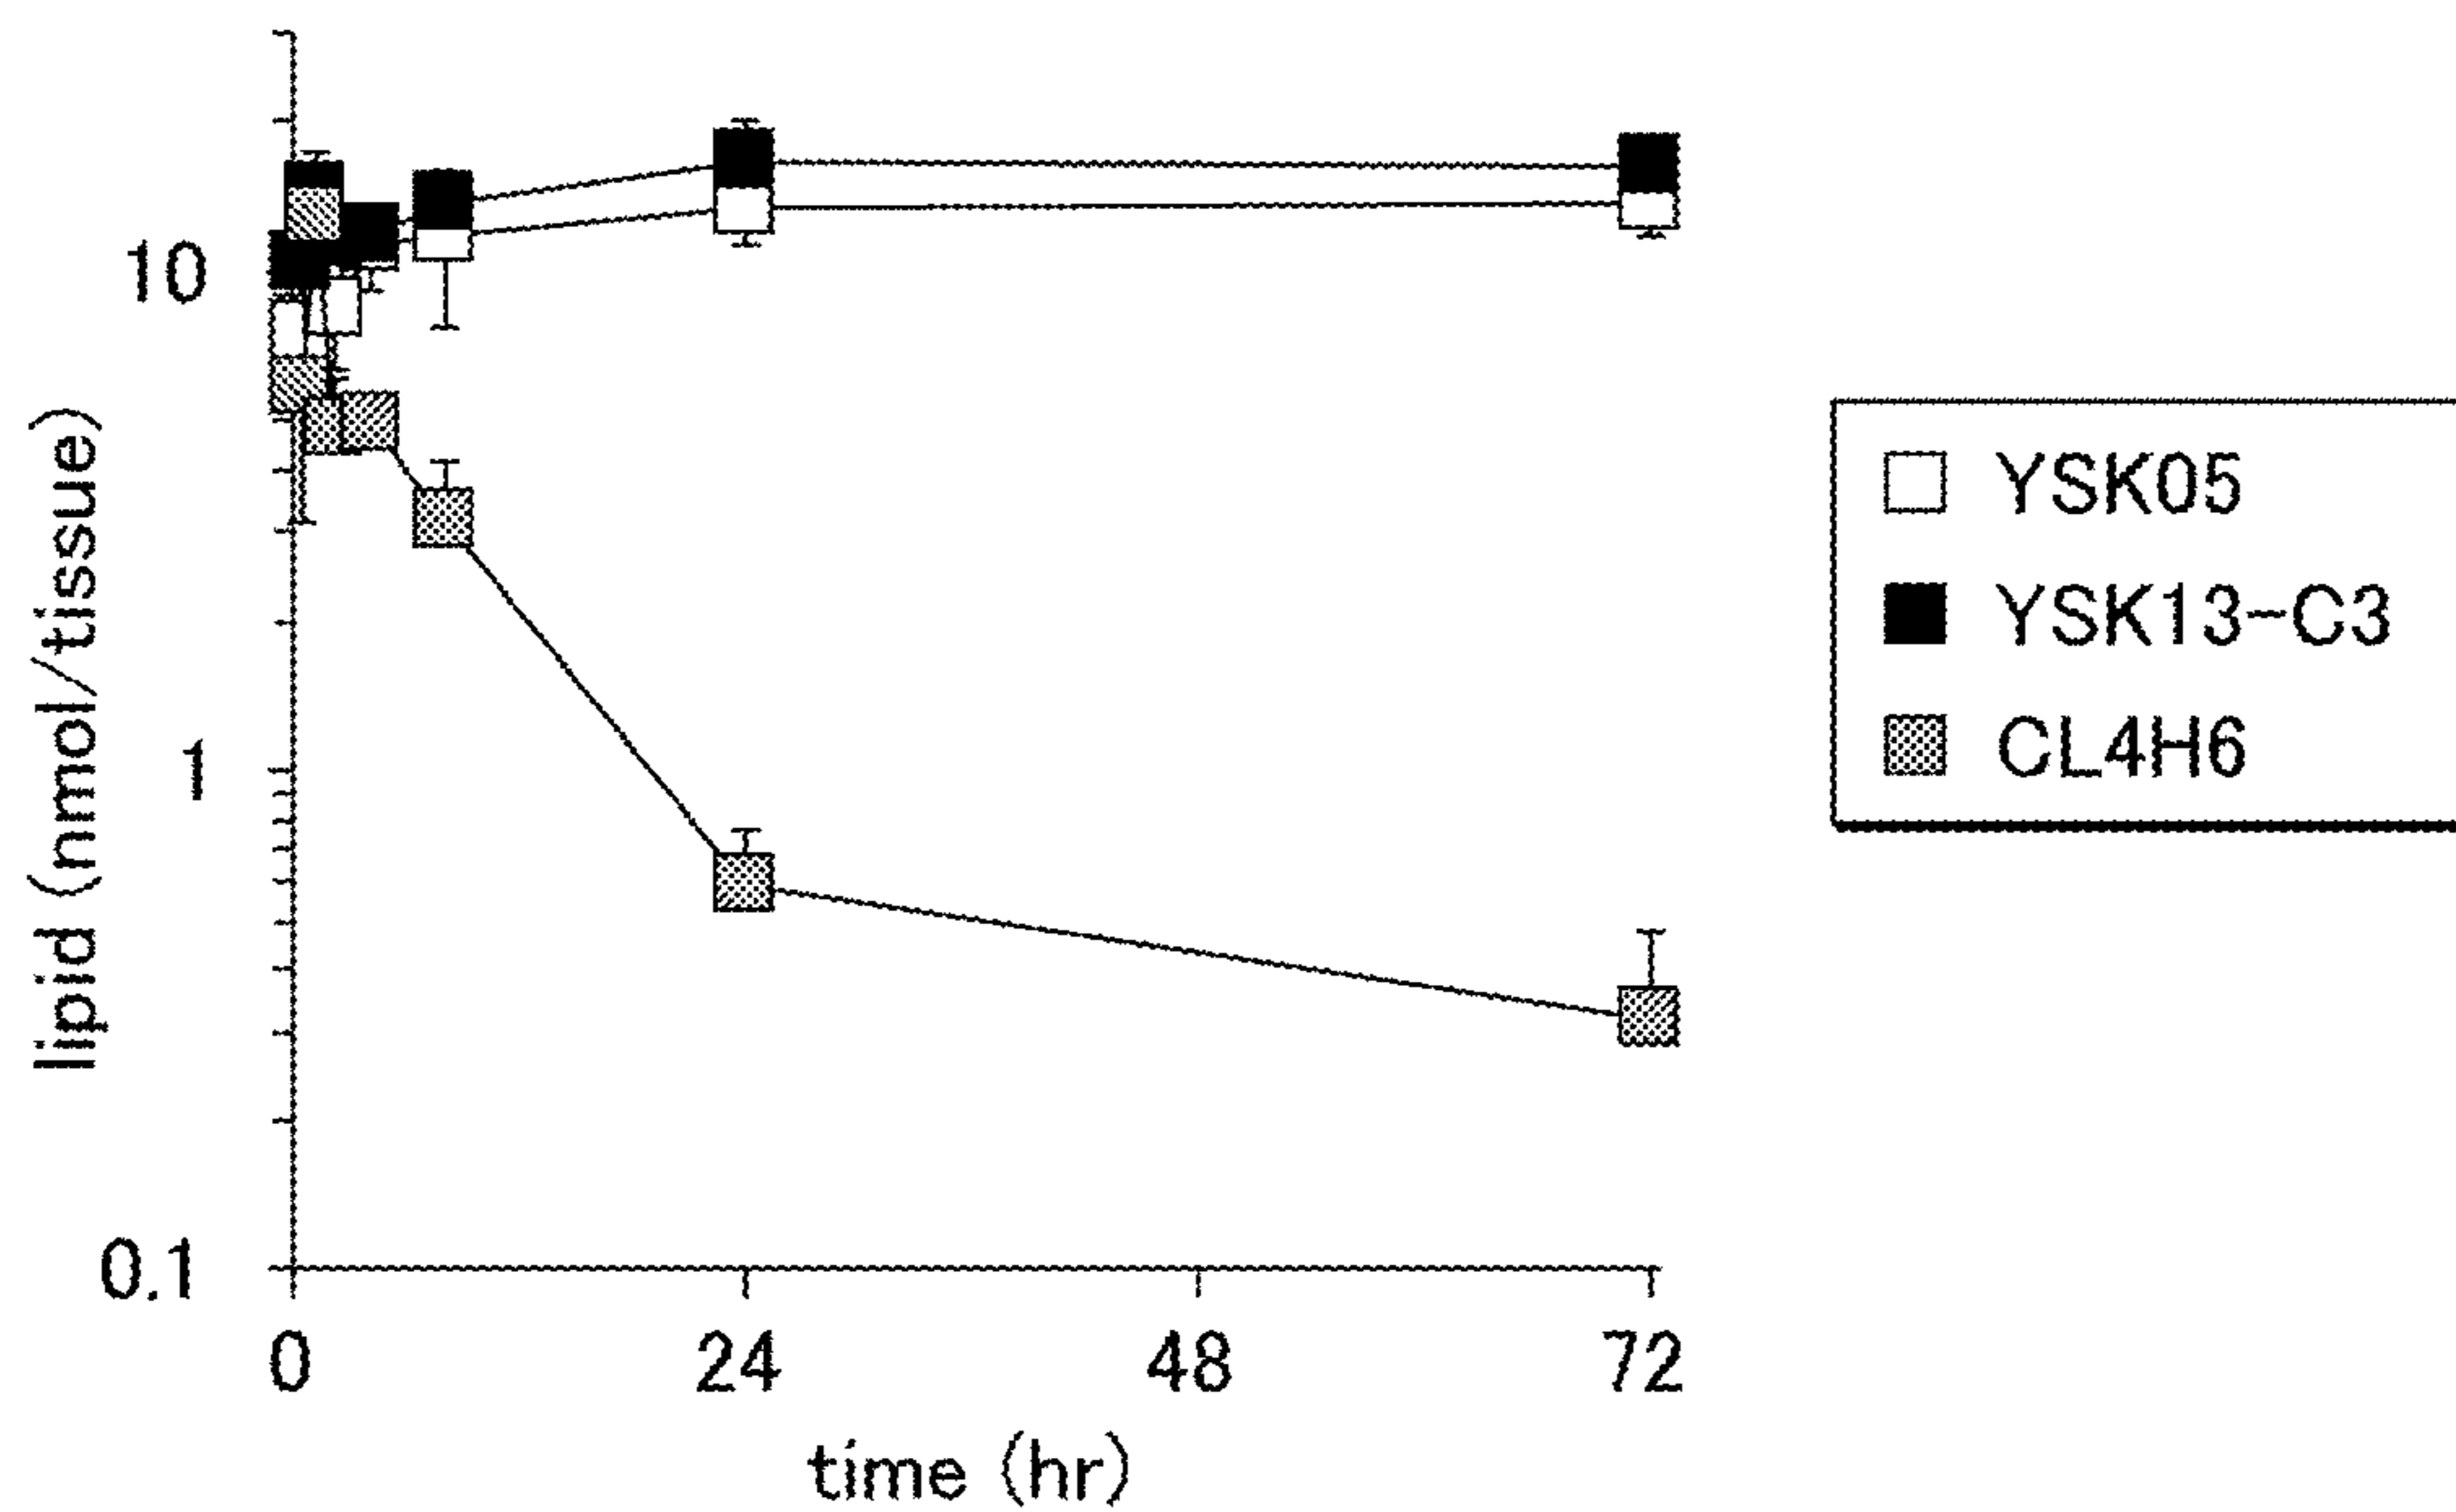 10
1
0.1
lipid (nmol/tissue)
0 24 48 72
time (hr)
YSK05
YSK13-C3
CL4H6